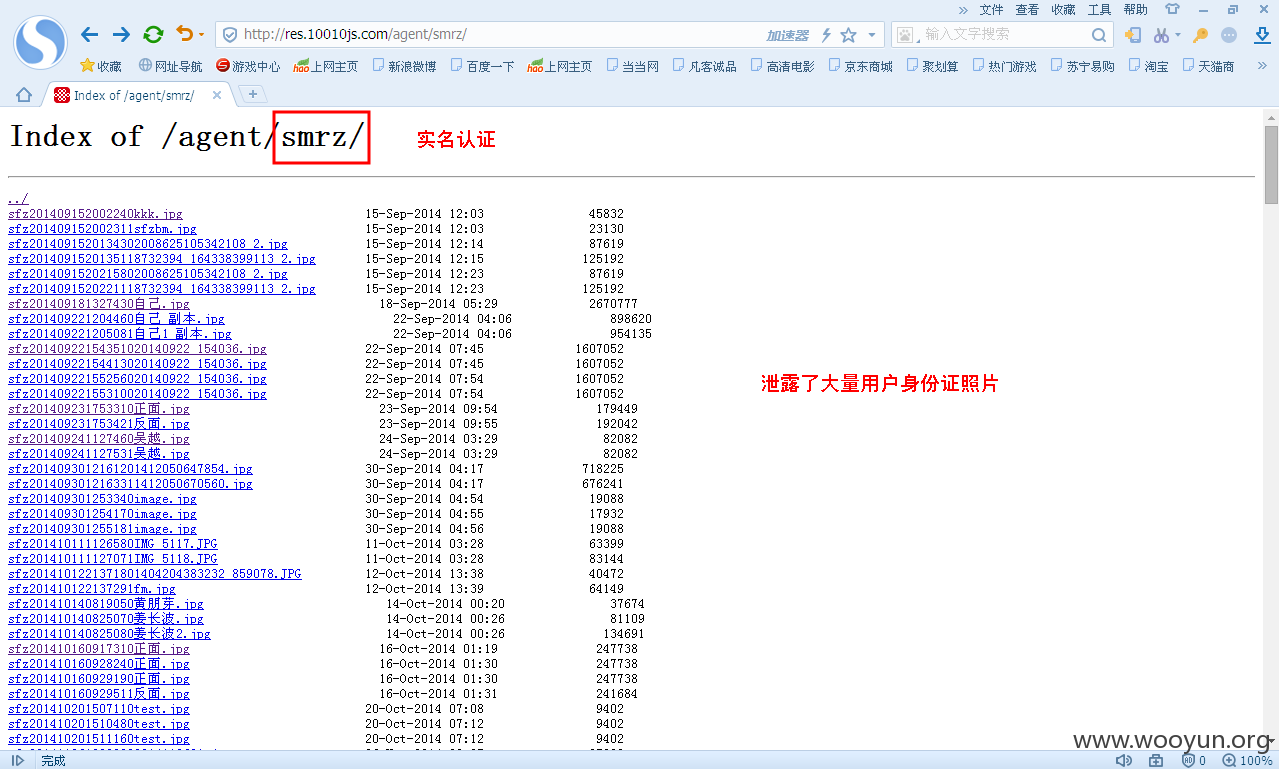 » 文件 查看 收藏 工具 帮助
http://res.10010js.com/agent/smrz/ 加速器 输入文字搜索
收藏 网址导航 游戏中心 上网主页 新浪微博 百度一下 上网主页 当当网 凡客诚品 高清电影 京东商城 聚划算 热门游戏 苏宁易购 淘宝 天猫商 »
Index of /agent/smrz/
Index of /agent/smrz/ 实名认证
../
sfz201409152002240kkk.jpg 15-Sep-2014 12:03 45832
sfz201409152002311sfzbm.jpg 15-Sep-2014 12:03 23130
sfz2014091520134302008625105342108_2.jpg 15-Sep-2014 12:14 87619
sfz201409152013511873​2394_164338399113_2.jpg 15-Sep-2014 12:15 125192
sfz2014091520215802008625105342108_2.jpg 15-Sep-2014 12:23 87619
sfz2014091520221118732394_164338399113_2.jpg 15-Sep-2014 12:23 125192
sfz201409181327430自己.jpg 18-Sep-2014 05:29 2670777
sfz201409221204460自己_副本.jpg 22-Sep-2014 04:06 898620
sfz201409221205081自己1_副本.jpg 22-Sep-2014 04:06 954135
sfz20140922154351020140922_154036.jpg 22-Sep-2014 07:45 1607052
sfz20140922154413020140922_154036.jpg 22-Sep-2014 07:45 1607052
sfz20140922155256020140922_154036.jpg 22-Sep-2014 07:54 1607052
sfz20140922155310020140922_154036.jpg 22-Sep-2014 07:54 1607052
泄露了大量用户身份证照片
sfz201409231753310正面.jpg 23-Sep-2014 09:54 179449
sfz201409231753421反面.jpg 23-Sep-2014 09:55 192042
sfz201409241127460吴越.jpg 24-Sep-2014 03:29 82082
sfz201409241127531吴越.jpg 24-Sep-2014 03:29 82082
sfz2014093012161201412050647854.jpg 30-Sep-2014 04:17 718225
sfz2014093012163311412050670560.jpg 30-Sep-2014 04:17 676241
sfz201409301253340image.jpg 30-Sep-2014 04:54 19088
sfz201409301254170image.jpg 30-Sep-2014 04:55 17932
sfz201409301255181image.jpg 30-Sep-2014 04:56 19088
sfz201410111126580IMG_5117.JPG 11-Oct-2014 03:28 63399
sfz201410111127071IMG_5118.JPG 11-Oct-2014 03:28 83144
sfz2014101221371801404204383232_859078.JPG 12-Oct-2014 13:38 40472
sfz201410122137291fm.jpg 12-Oct-2014 13:39 64149
sfz201410140819050黄朋芽.jpg 14-Oct-2014 00:20 37674
sfz201410140825070姜长波.jpg 14-Oct-2014 00:26 81109
sfz201410140825080姜长波2.jpg 14-Oct-2014 00:26 134691
sfz201410160917310正面.jpg 16-Oct-2014 01:19 247738
sfz201410160928240正面.jpg 16-Oct-2014 01:30 247738
sfz201410160929190正面.jpg 16-Oct-2014 01:30 247738
sfz201410160929511反面.jpg 16-Oct-2014 01:31 241684
sfz201410201507110test.jpg 20-Oct-2014 07:08 9402
sfz201410201510480test.jpg 20-Oct-2014 07:12 9402
sfz201410201511160test.jpg 20-Oct-2014 07:12 9402
www.wooyun.org
完成 0 100%